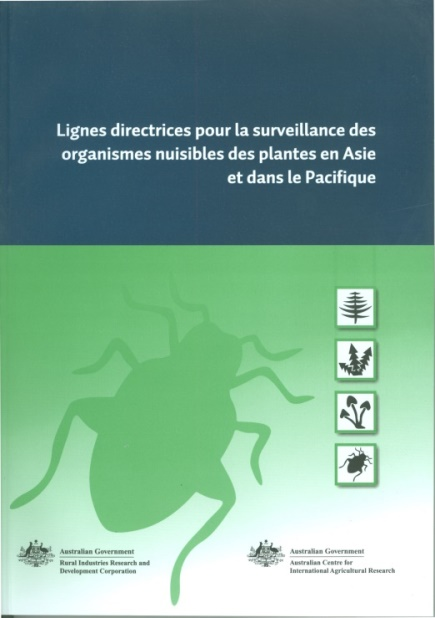 Lignes directrices pour la surveillance des
organismes nuisibles des plantes en Asie
et dans le Pacifique
Australian Government
Rural Industries Research and
Development Corporation
Australian Government
Australian Centre for
International Agricultural Research